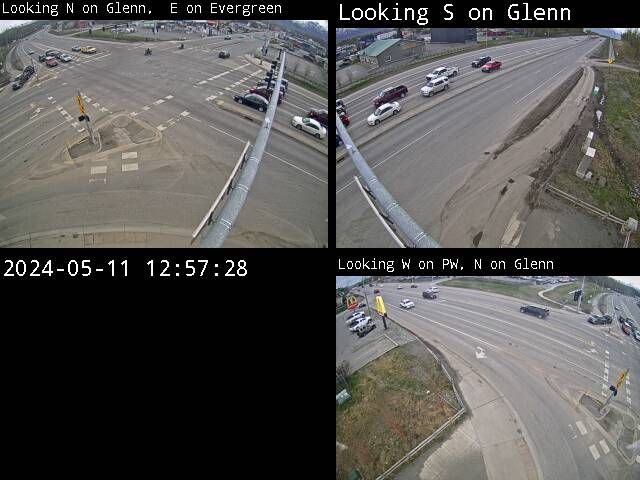 Looking N on Glenn,  E on Evergreen
Looking S on Glenn
2024-05-11 12:57:28
Looking W on PW, N on Glenn